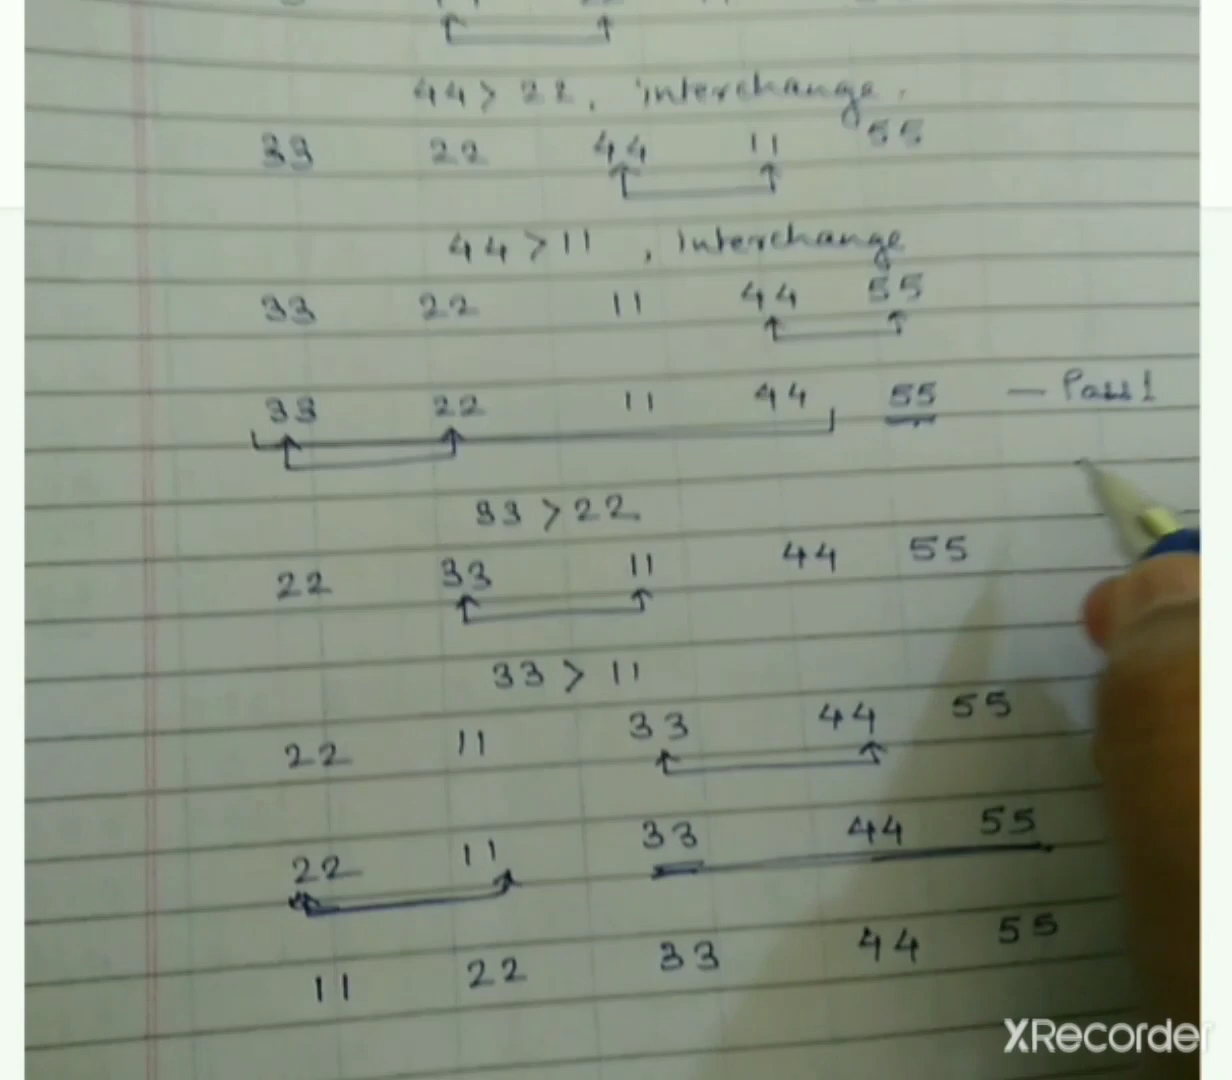 44 > 22, interchange.
33 22 44 11 55
44 > 11, interchange
33 22 11 44 55
33 22 11 44 55 — Pass 1
33 > 22
22 33 11 44 55
33 > 11
22 11 33 44 55
22 11 33 44 55
11 22 33 44 55
XRecorder